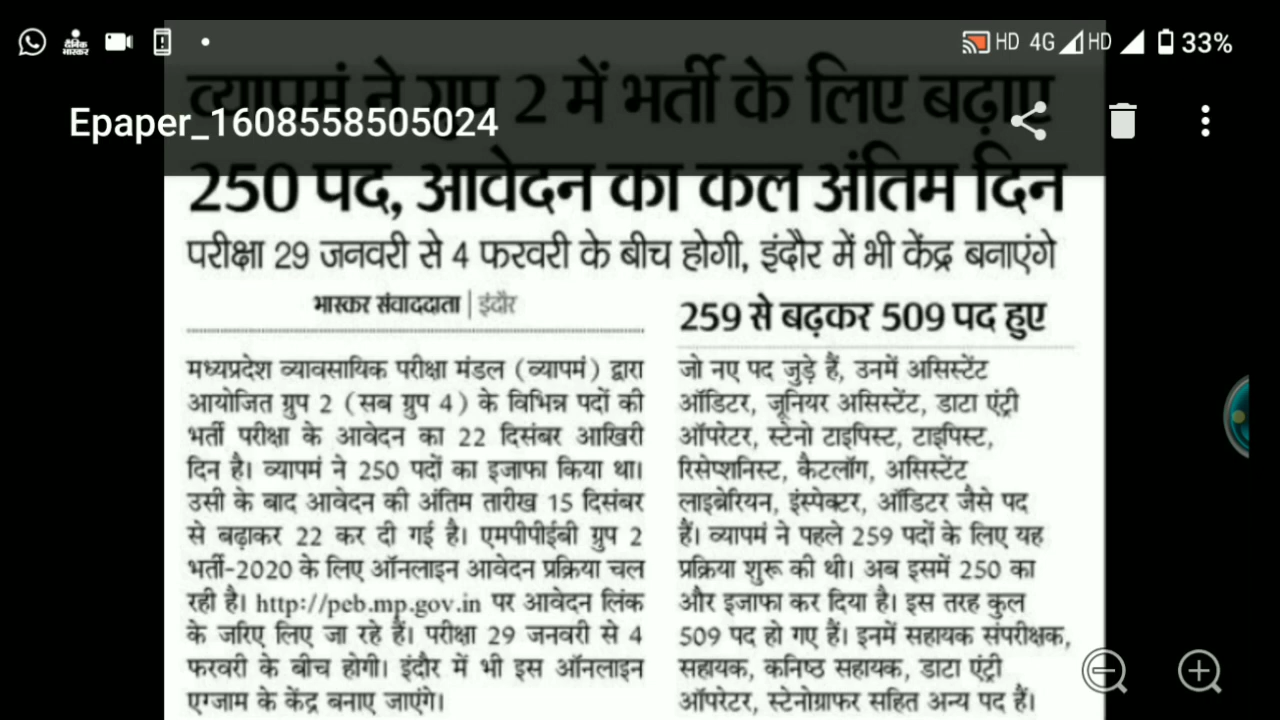 दैनिक
भास्कर
HD 4G HD 33%
Epaper_1608558505024
व्यापमं ने ग्रुप 2 में भर्ती के लिए बढ़ाए
250 पद, आवेदन का कल अंतिम दिन
परीक्षा 29 जनवरी से 4 फरवरी के बीच होगी, इंदौर में भी केंद्र बनाएंगे
भास्कर संवाददाता | इंदौर
मध्यप्रदेश व्यावसायिक परीक्षा मंडल (व्यापमं) द्वारा
आयोजित ग्रुप 2 (सब ग्रुप 4) के विभिन्न पदों की
भर्ती परीक्षा के आवेदन का 22 दिसंबर आखिरी
दिन है। व्यापमं ने 250 पदों का इजाफा किया था।
उसी के बाद आवेदन की अंतिम तारीख 15 दिसंबर
से बढ़ाकर 22 कर दी गई है। एमपीपीईबी ग्रुप 2
भर्ती-2020 के लिए ऑनलाइन आवेदन प्रक्रिया चल
रही है। http://peb.mp.gov.in पर आवेदन लिंक
के जरिए लिए जा रहे हैं। परीक्षा 29 जनवरी से 4
फरवरी के बीच होगी। इंदौर में भी इस ऑनलाइन
एग्जाम के केंद्र बनाए जाएंगे।
259 से बढ़कर 509 पद हुए
जो नए पद जुड़े हैं, उनमें असिस्टेंट
ऑडिटर, जूनियर असिस्टेंट, डाटा एंट्री
ऑपरेटर, स्टेनो टाइपिस्ट, टाइपिस्ट,
रिसेप्शनिस्ट, कैटलॉग, असिस्टेंट
लाइब्रेरियन, इंस्पेक्टर, ऑडिटर जैसे पद
हैं। व्यापमं ने पहले 259 पदों के लिए यह
प्रक्रिया शुरू की थी। अब इसमें 250 का
और इजाफा कर दिया है। इस तरह कुल
509 पद हो गए हैं। इनमें सहायक संपरीक्षक,
सहायक, कनिष्ठ सहायक, डाटा एंट्री
ऑपरेटर, स्टेनोग्राफर सहित अन्य पद हैं।